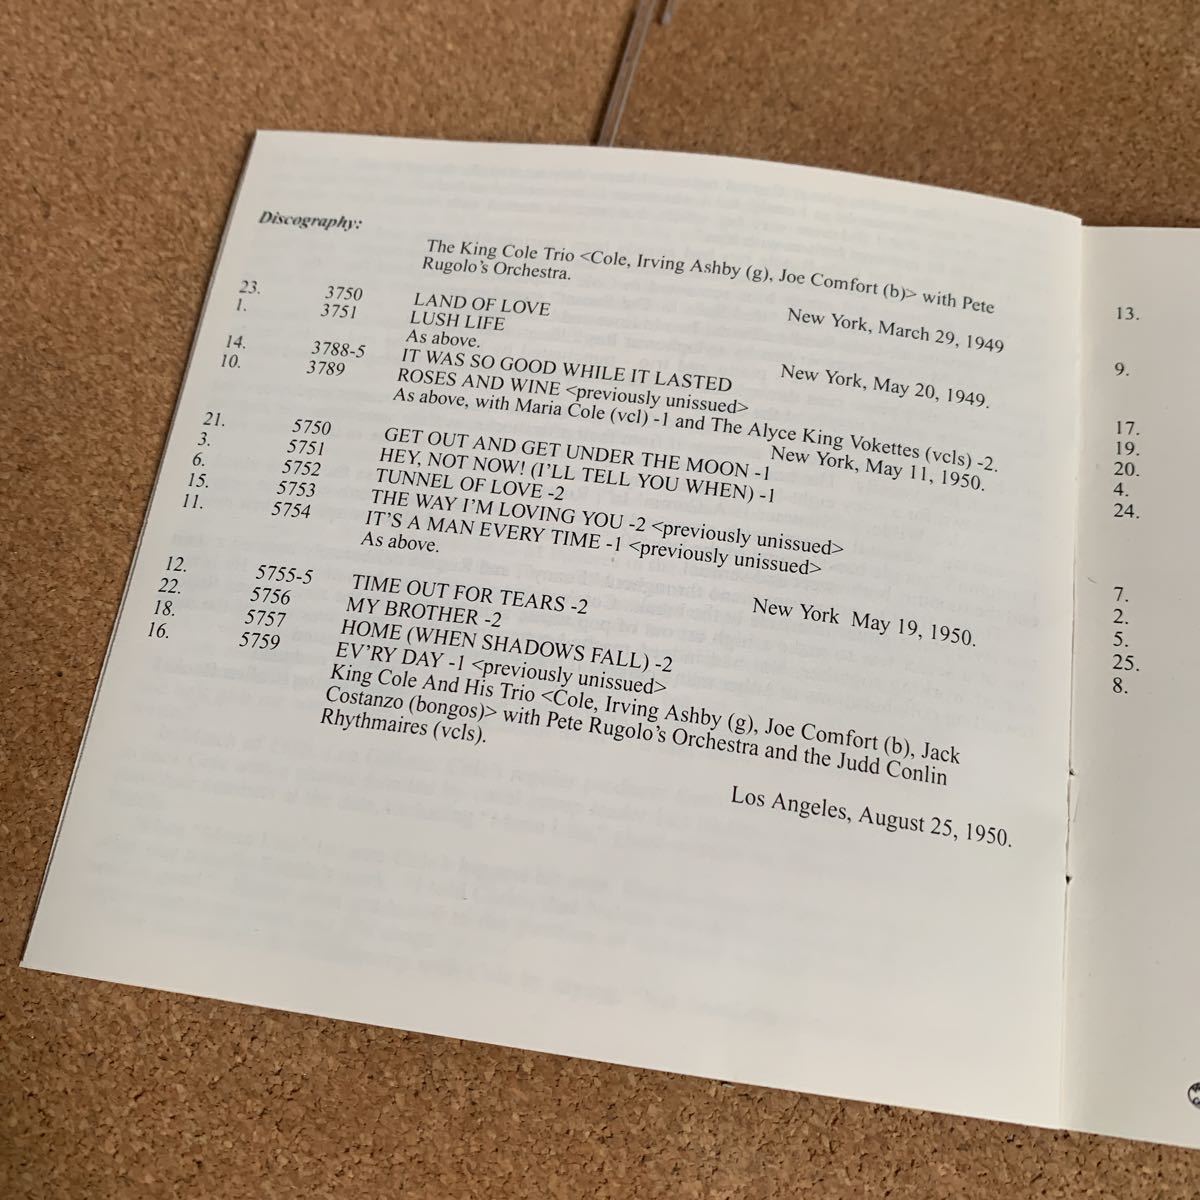 Discography:
The King Cole Trio <Cole, Irving Ashby (g), Joe Comfort (b)> with Pete
Rugolo's Orchestra.
New York, March 29, 1949
23. 3750 LAND OF LOVE
1. 3751 LUSH LIFE
As above.
New York, May 20, 1949.
14. 3788-5 IT WAS SO GOOD WHILE IT LASTED
10. 3789 ROSES AND WINE <previously unissued>
As above, with Maria Cole (vcl) -1 and The Alyce King Vokettes (vcls) -2.
New York, May 11, 1950.
21. 5750 GET OUT AND GET UNDER THE MOON -1
3. 5751 HEY, NOT NOW! (I'LL TELL YOU WHEN) -1
6. 5752 TUNNEL OF LOVE -2
15. 5753 THE WAY I'M LOVING YOU -2 <previously unissued>
11. 5754 IT'S A MAN EVERY TIME -1 <previously unissued>
As above.
New York May 19, 1950.
12. 5755-5 TIME OUT FOR TEARS -2
22. 5756 MY BROTHER -2
18. 5757 HOME (WHEN SHADOWS FALL) -2
16. 5759 EV'RY DAY -1 <previously unissued>
King Cole And His Trio <Cole, Irving Ashby (g), Joe Comfort (b), Jack
Costanzo (bongos)> with Pete Rugolo's Orchestra and the Judd Conlin
Rhythmaires (vcls).
Los Angeles, August 25, 1950.
13.
9.
17.
19.
20.
4.
24.
7.
2.
5.
25.
8.